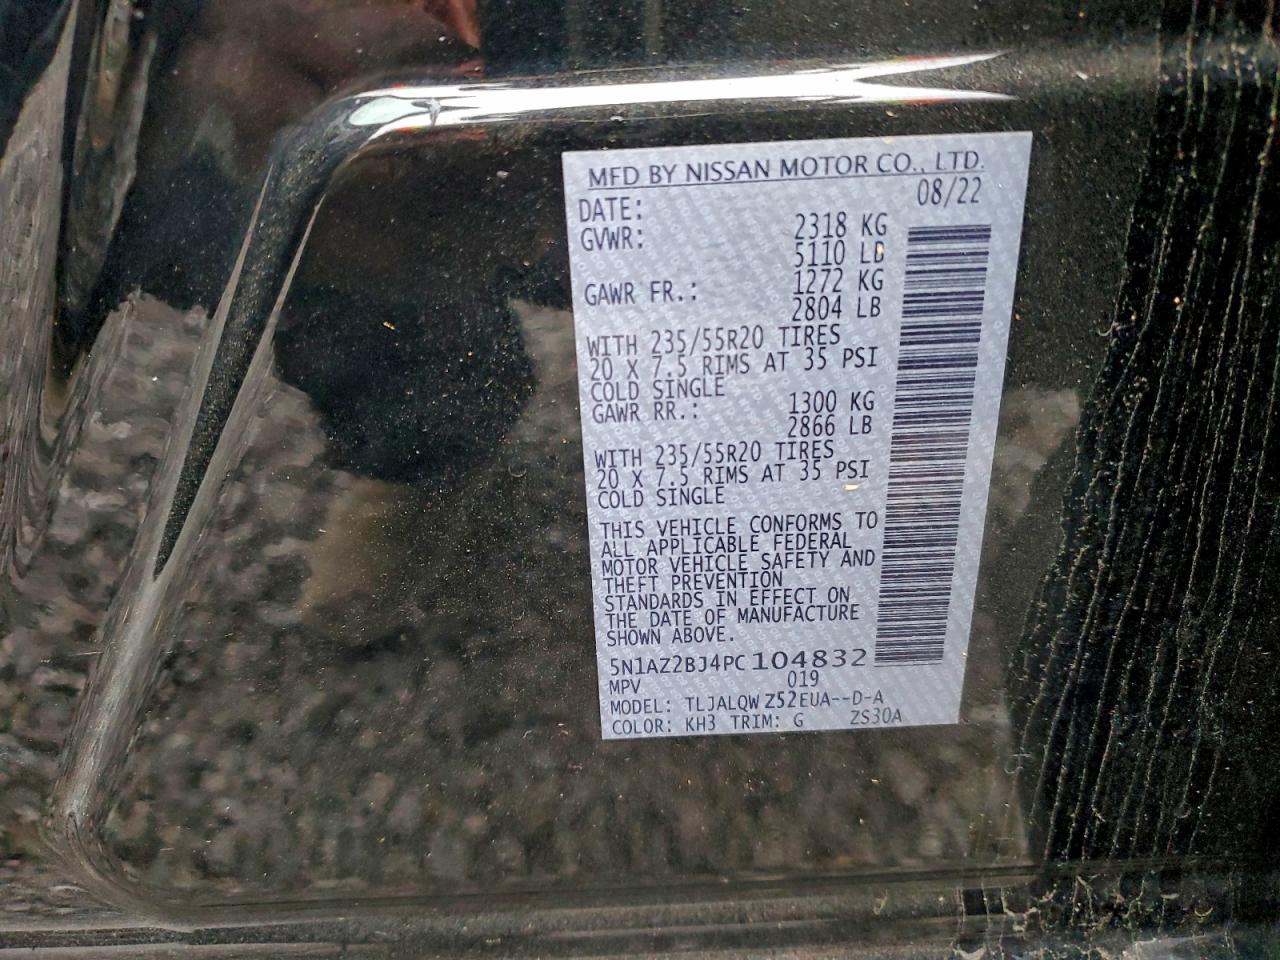 MFD BY NISSAN MOTOR CO., LTD.
DATE: 08/22
GVWR: 2318 KG
5110 LB
GAWR FR.: 1272 KG
2804 LB
WITH 235/55R20 TIRES
20 X 7.5 RIMS AT 35 PSI
COLD SINGLE
GAWR RR.: 1300 KG
2866 LB
WITH 235/55R20 TIRES
20 X 7.5 RIMS AT 35 PSI
COLD SINGLE
THIS VEHICLE CONFORMS TO
ALL APPLICABLE FEDERAL
MOTOR VEHICLE SAFETY AND
THEFT PREVENTION
STANDARDS IN EFFECT ON
THE DATE OF MANUFACTURE
SHOWN ABOVE.
5N1AZ2BJ4PC104832
MPV 019
MODEL: TLJALQWZ52EUA--D-A
COLOR: KH3 TRIM: G ZS30A